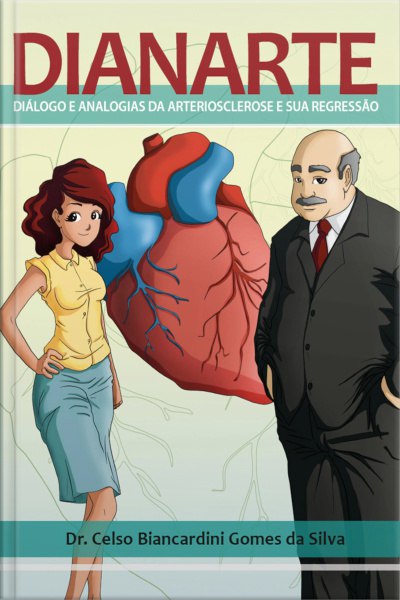 DIANARTE
DIÁLOGO E ANALOGIAS DA ARTERIOSCLEROSE E SUA REGRESSÃO
Dr. Celso Biancardini Gomes da Silva